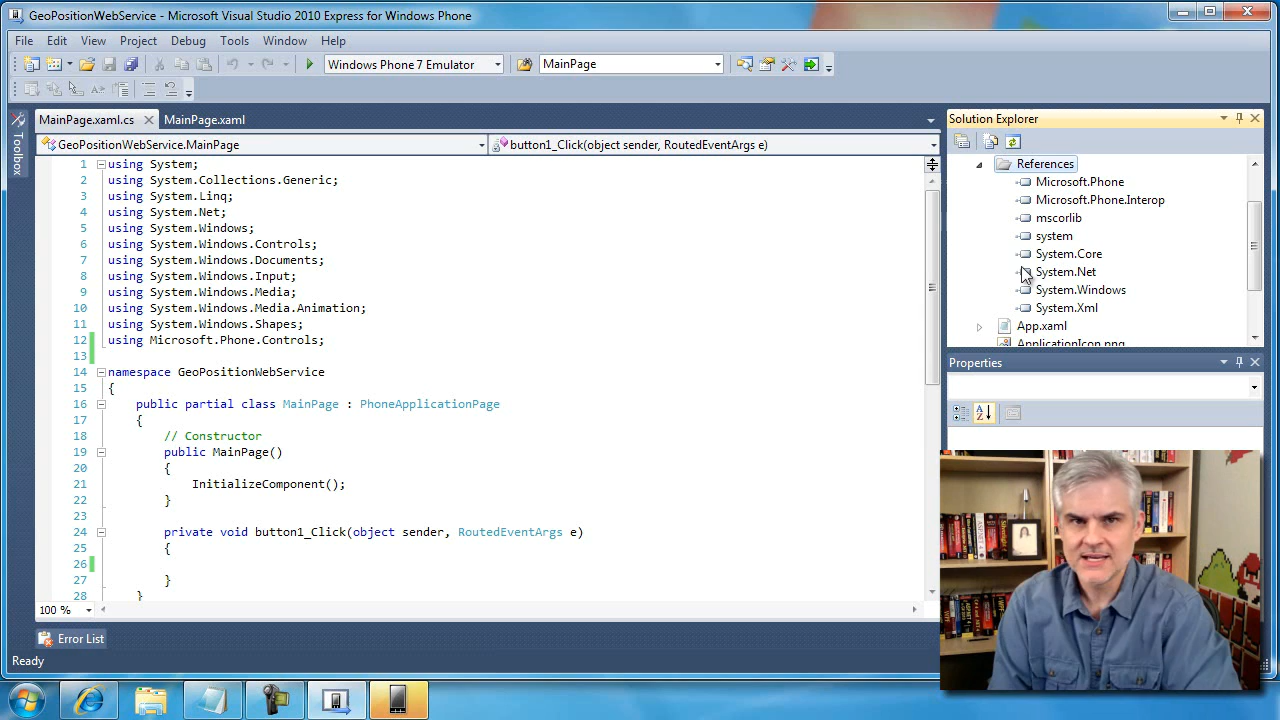 GeoPositionWebService - Microsoft Visual Studio 2010 Express for Windows Phone
File Edit View Project Debug Tools Window Help
Windows Phone 7 Emulator MainPage
MainPage.xaml.cs MainPage.xaml
Toolbox
GeoPositionWebService.MainPage button1_Click(object sender, RoutedEventArgs e)
1 using System;
2 using System.Collections.Generic;
3 using System.Linq;
4 using System.Net;
5 using System.Windows;
6 using System.Windows.Controls;
7 using System.Windows.Documents;
8 using System.Windows.Input;
9 using System.Windows.Media;
10 using System.Windows.Media.Animation;
11 using System.Windows.Shapes;
12 using Microsoft.Phone.Controls;
13
14 namespace GeoPositionWebService
15 {
16 public partial class MainPage : PhoneApplicationPage
17 {
18 // Constructor
19 public MainPage()
20 {
21 InitializeComponent();
22 }
23
24 private void button1_Click(object sender, RoutedEventArgs e)
25 {
26
27 }
28 }
100 %
Error List
Ready
Solution Explorer
References
Microsoft.Phone
Microsoft.Phone.Interop
mscorlib
system
System.Core
System.Net
System.Windows
System.Xml
App.xaml
ApplicationIcon.png
Properties